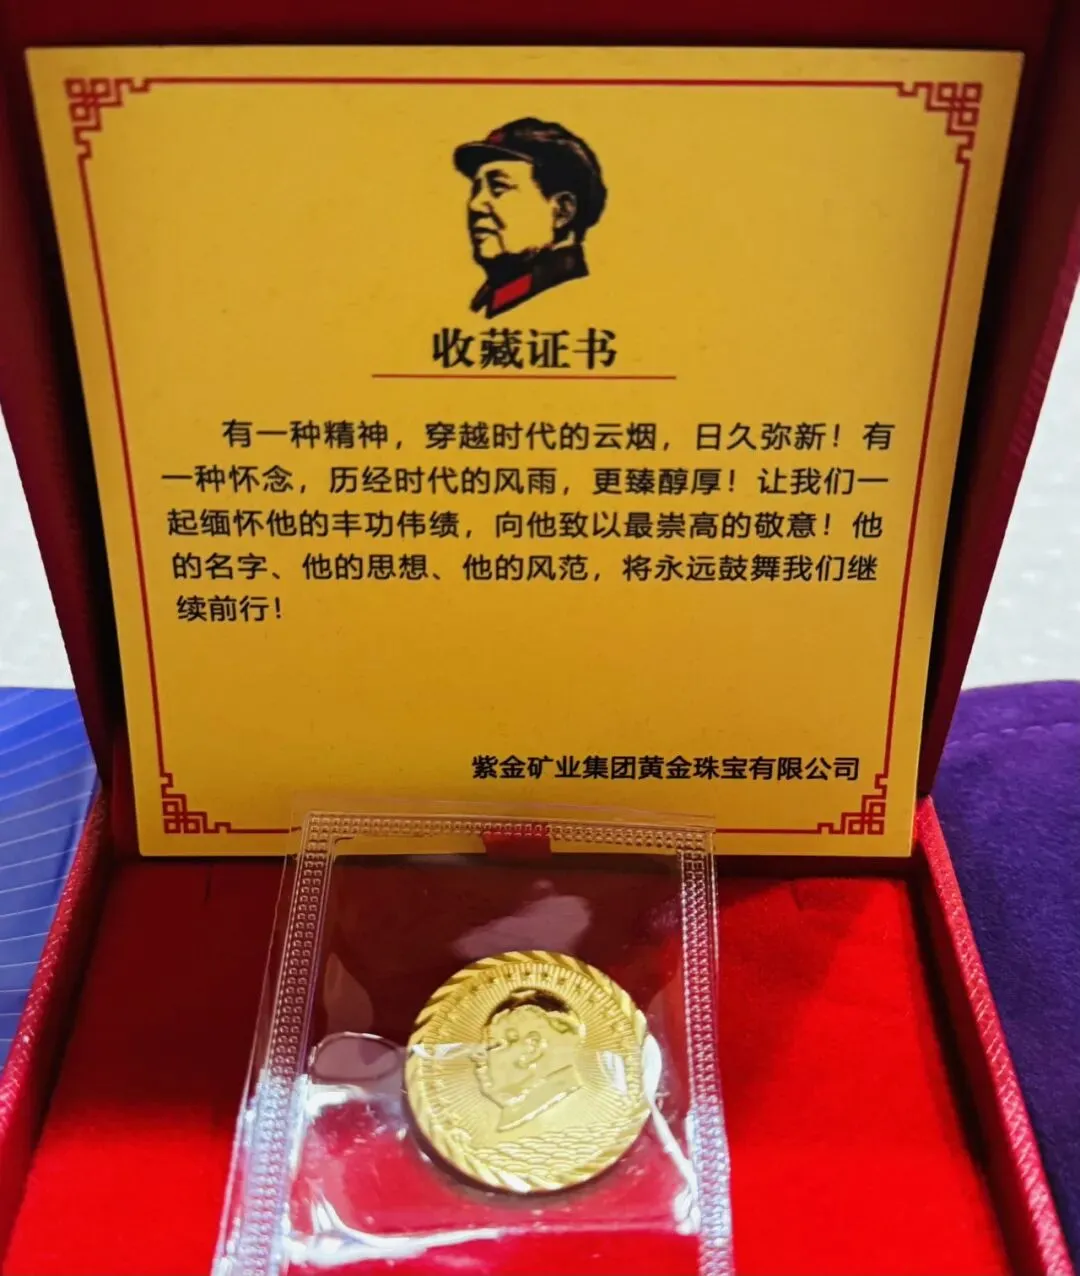 收藏证书
有一种精神，穿越时代的云烟，日久弥新！有
一种怀念，历经时代的风雨，更臻醇厚！让我们一
起缅怀他的丰功伟绩，向他致以最崇高的敬意！他
的名字、他的思想、他的风范，将永远鼓舞我们继
续前行！
紫金矿业集团黄金珠宝有限公司